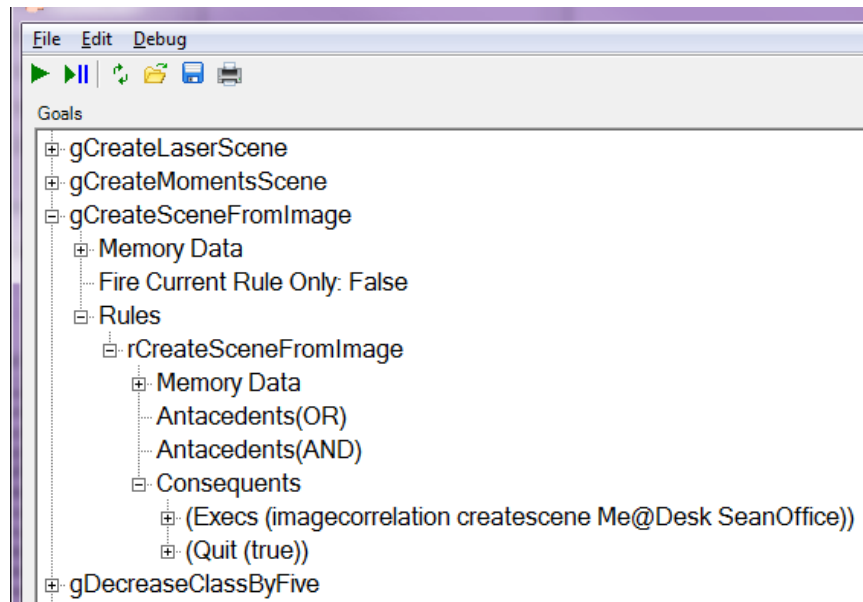 File Edit Debug
Goals
gCreateLaserScene
gCreateMomentsScene
gCreateSceneFromImage
Memory Data
Fire Current Rule Only: False
Rules
rCreateSceneFromImage
Memory Data
Antacedents(OR)
Antacedents(AND)
Consequents
(Execs (imagecorrelation createscene Me@Desk SeanOffice))
(Quit (true))
gDecreaseClassByFive